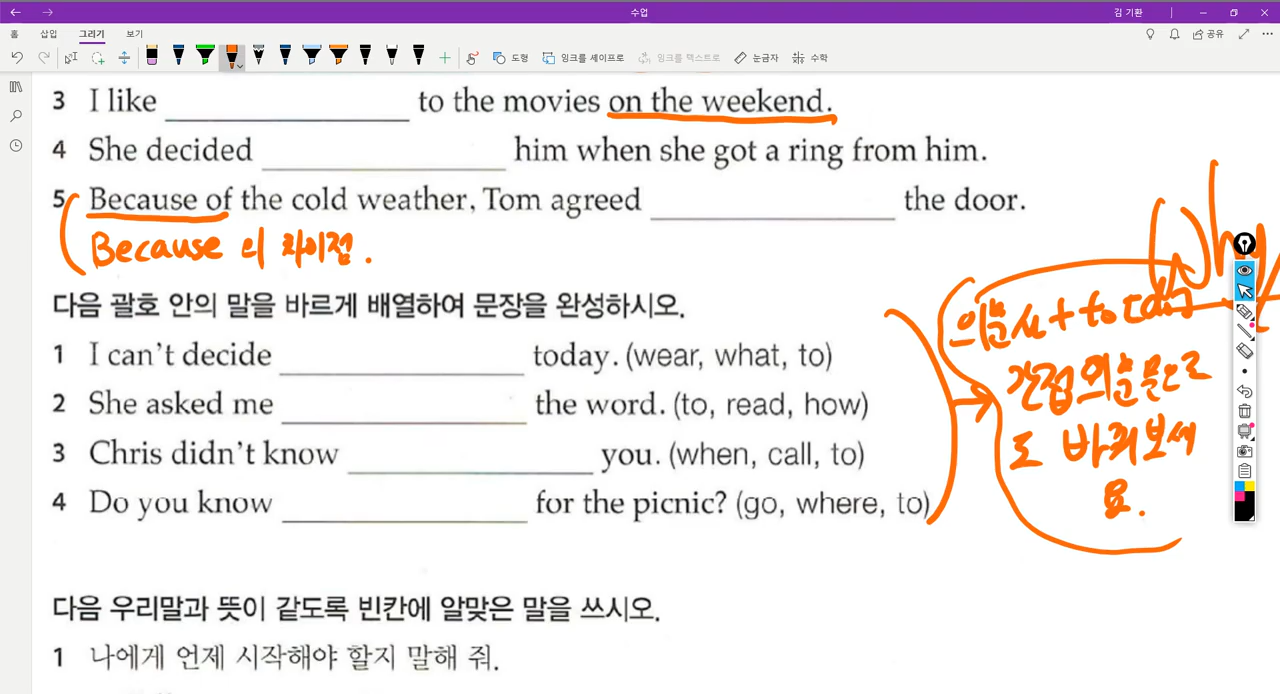 수업
김 기환
홈 삽입 그리기 보기
공유
도형 잉크를 셰이프로 잉크를 텍스트로 눈금자 수학
3 I like ____________ to the movies on the weekend.
4 She decided ____________ him when she got a ring from him.
5 Because of the cold weather, Tom agreed ____________ the door.
Because 의 차이점.
Why
다음 괄호 안의 말을 바르게 배열하여 문장을 완성하시오.
의문사 + to
간접의문문으로
도 바꿔보세
요.
1 I can't decide ____________ today. (wear, what, to)
2 She asked me ____________ the word. (to, read, how)
3 Chris didn't know ____________ you. (when, call, to)
4 Do you know ____________ for the picnic? (go, where, to)
다음 우리말과 뜻이 같도록 빈칸에 알맞은 말을 쓰시오.
1 나에게 언제 시작해야 할지 말해 줘.